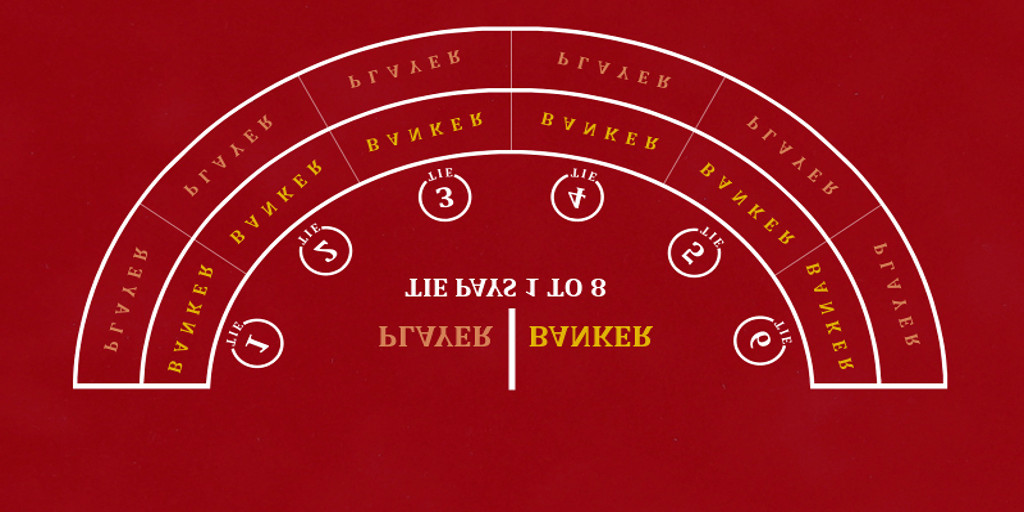 PLAYER PLAYER PLAYER PLAYER PLAYER PLAYER
BANKER BANKER BANKER BANKER BANKER BANKER
TIE TIE TIE TIE TIE TIE
1 2 3 4 5 6
TIE PAYS 1 TO 8
PLAYER BANKER